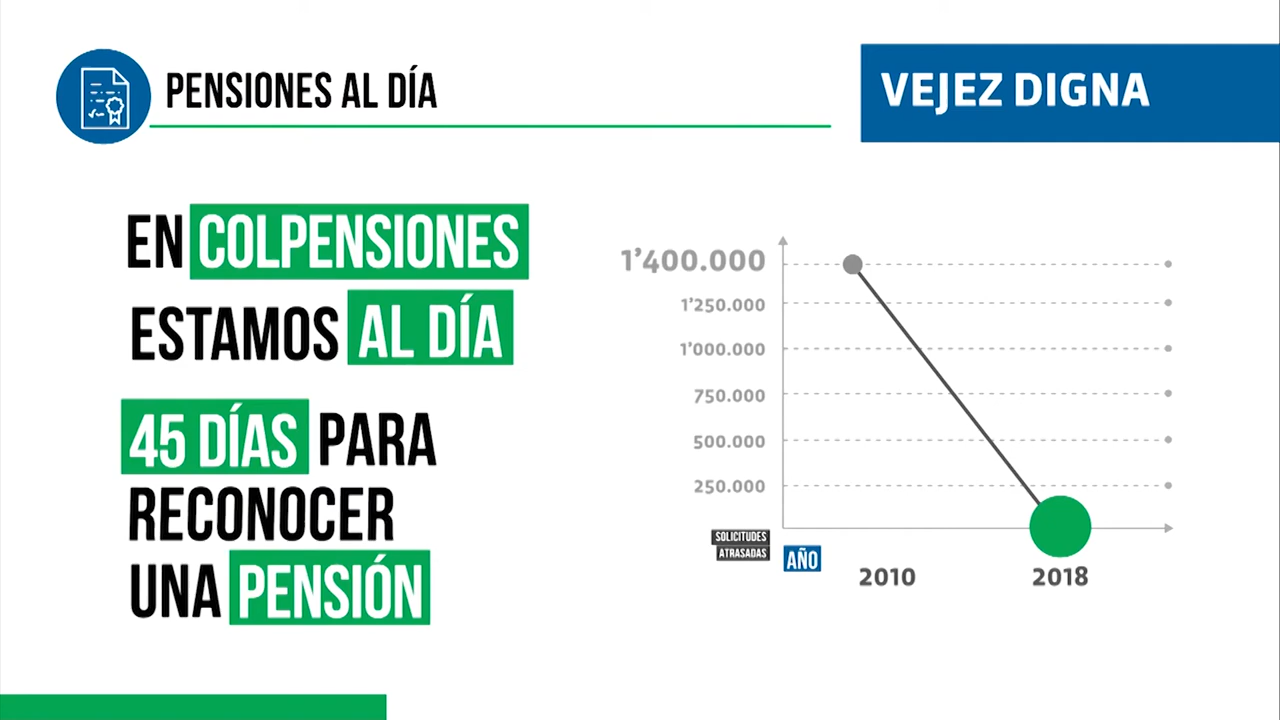 PENSIONES AL DÍA
VEJEZ DIGNA
EN COLPENSIONES
ESTAMOS AL DÍA
45 DÍAS PARA
RECONOCER
UNA PENSIÓN
1’400.000
1’250.000
1’000.000
750.000
500.000
250.000
SOLICITUDES
ATRASADAS
AÑO
2010
2018